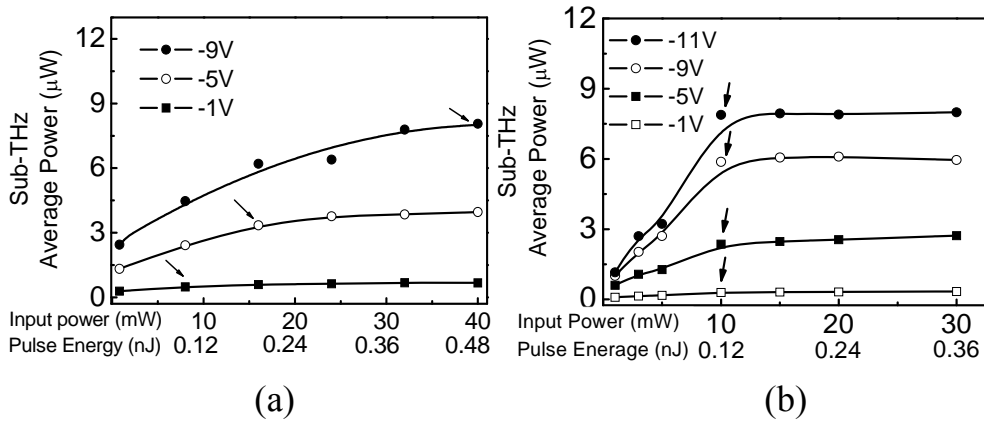 (a)
12
9
6
3
0
Sub-THz
Average Power (μW)
-9V
-5V
-1V
Input power (mW) 10 20 30 40
Pulse Energy (nJ) 0.12 0.24 0.36 0.48
(a)
(b)
12
9
6
3
0
Sub-THz
Average Power (μW)
-11V
-9V
-5V
-1V
Input Power (mW) 10 20 30
Pulse Enerage (nJ) 0.12 0.24 0.36
(b)